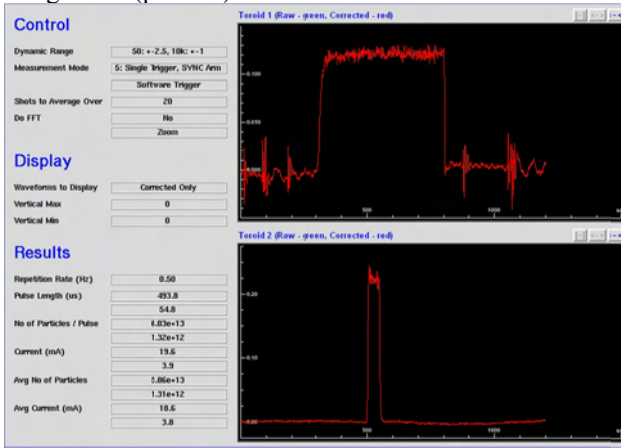 Control
Dynamic Range 50: +-2.5, 10k: +-1
Measurement Mode 5: Single Trigger, SYNC Arm
Software Trigger
Shots to Average Over 20
Do FFT No
Zoom
Display
Waveforms to Display Corrected Only
Vertical Max 0
Vertical Min 0
Results
Repetition Rate (Hz) 0.50
Pulse Length (us) 493.8
54.8
No of Particles / Pulse 6.03e+13
1.32e+12
Current (mA) 19.6
3.9
Avg No of Particles 5.86e+13
1.31e+12
Avg Current (mA) 18.6
3.8
Toroid 1 (Raw - green, Corrected - red)
0.100
0.050
0.000
500
1000
Toroid 2 (Raw - green, Corrected - red)
0.20
0.10
0.00
500
1000